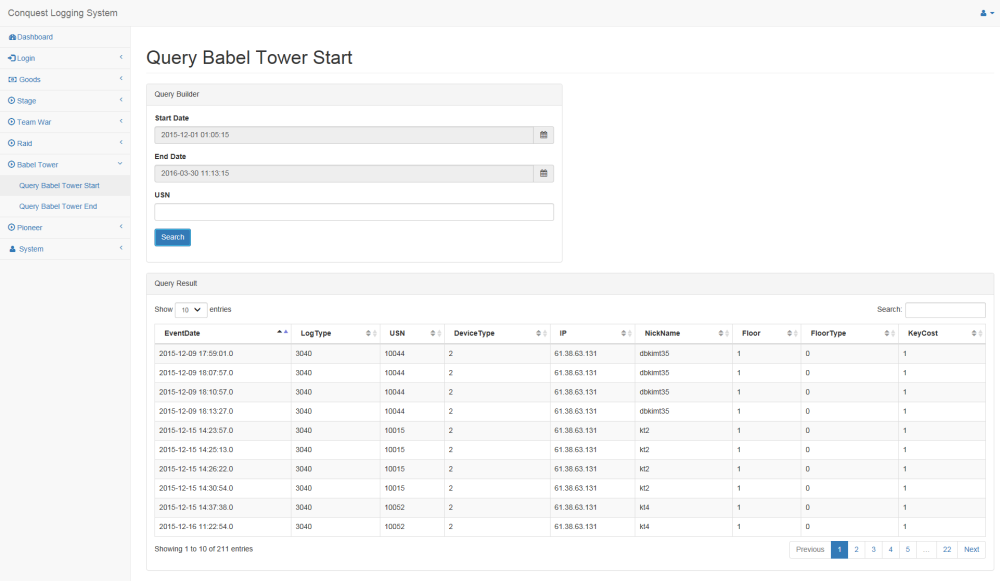 Conquest Logging System
Dashboard
Login
Goods
Stage
Team War
Raid
Babel Tower
Query Babel Tower Start
Query Babel Tower End
Pioneer
System
Query Babel Tower Start
Query Builder
Start Date
2015-12-01 01:05:15
End Date
2016-03-30 11:13:15
USN
Search
Query Result
Show 10 entries Search:
EventDate LogType USN DeviceType IP NickName Floor FloorType KeyCost
2015-12-09 17:59:01.0 3040 10044 2 61.38.63.131 dbkimt35 1 0 1
2015-12-09 18:07:57.0 3040 10044 2 61.38.63.131 dbkimt35 1 0 1
2015-12-09 18:10:57.0 3040 10044 2 61.38.63.131 dbkimt35 1 0 1
2015-12-09 18:13:27.0 3040 10044 2 61.38.63.131 dbkimt35 1 0 1
2015-12-15 14:23:57.0 3040 10015 2 61.38.63.131 kt2 1 0 1
2015-12-15 14:25:13.0 3040 10015 2 61.38.63.131 kt2 1 0 1
2015-12-15 14:26:22.0 3040 10015 2 61.38.63.131 kt2 1 0 1
2015-12-15 14:30:54.0 3040 10015 2 61.38.63.131 kt2 1 0 1
2015-12-15 14:37:38.0 3040 10052 2 61.38.63.131 kt4 1 0 1
2015-12-16 11:22:54.0 3040 10052 2 61.38.63.131 kt4 1 0 1
Showing 1 to 10 of 211 entries Previous 1 2 3 4 5 ... 22 Next